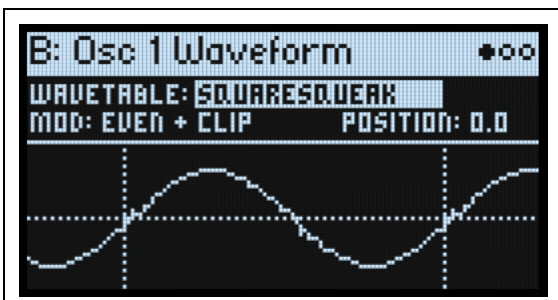 B: Osc 1 Waveform
WAVETABLE: SQUARESQUEAK
MOD: EVEN + CLIP POSITION: 0.0